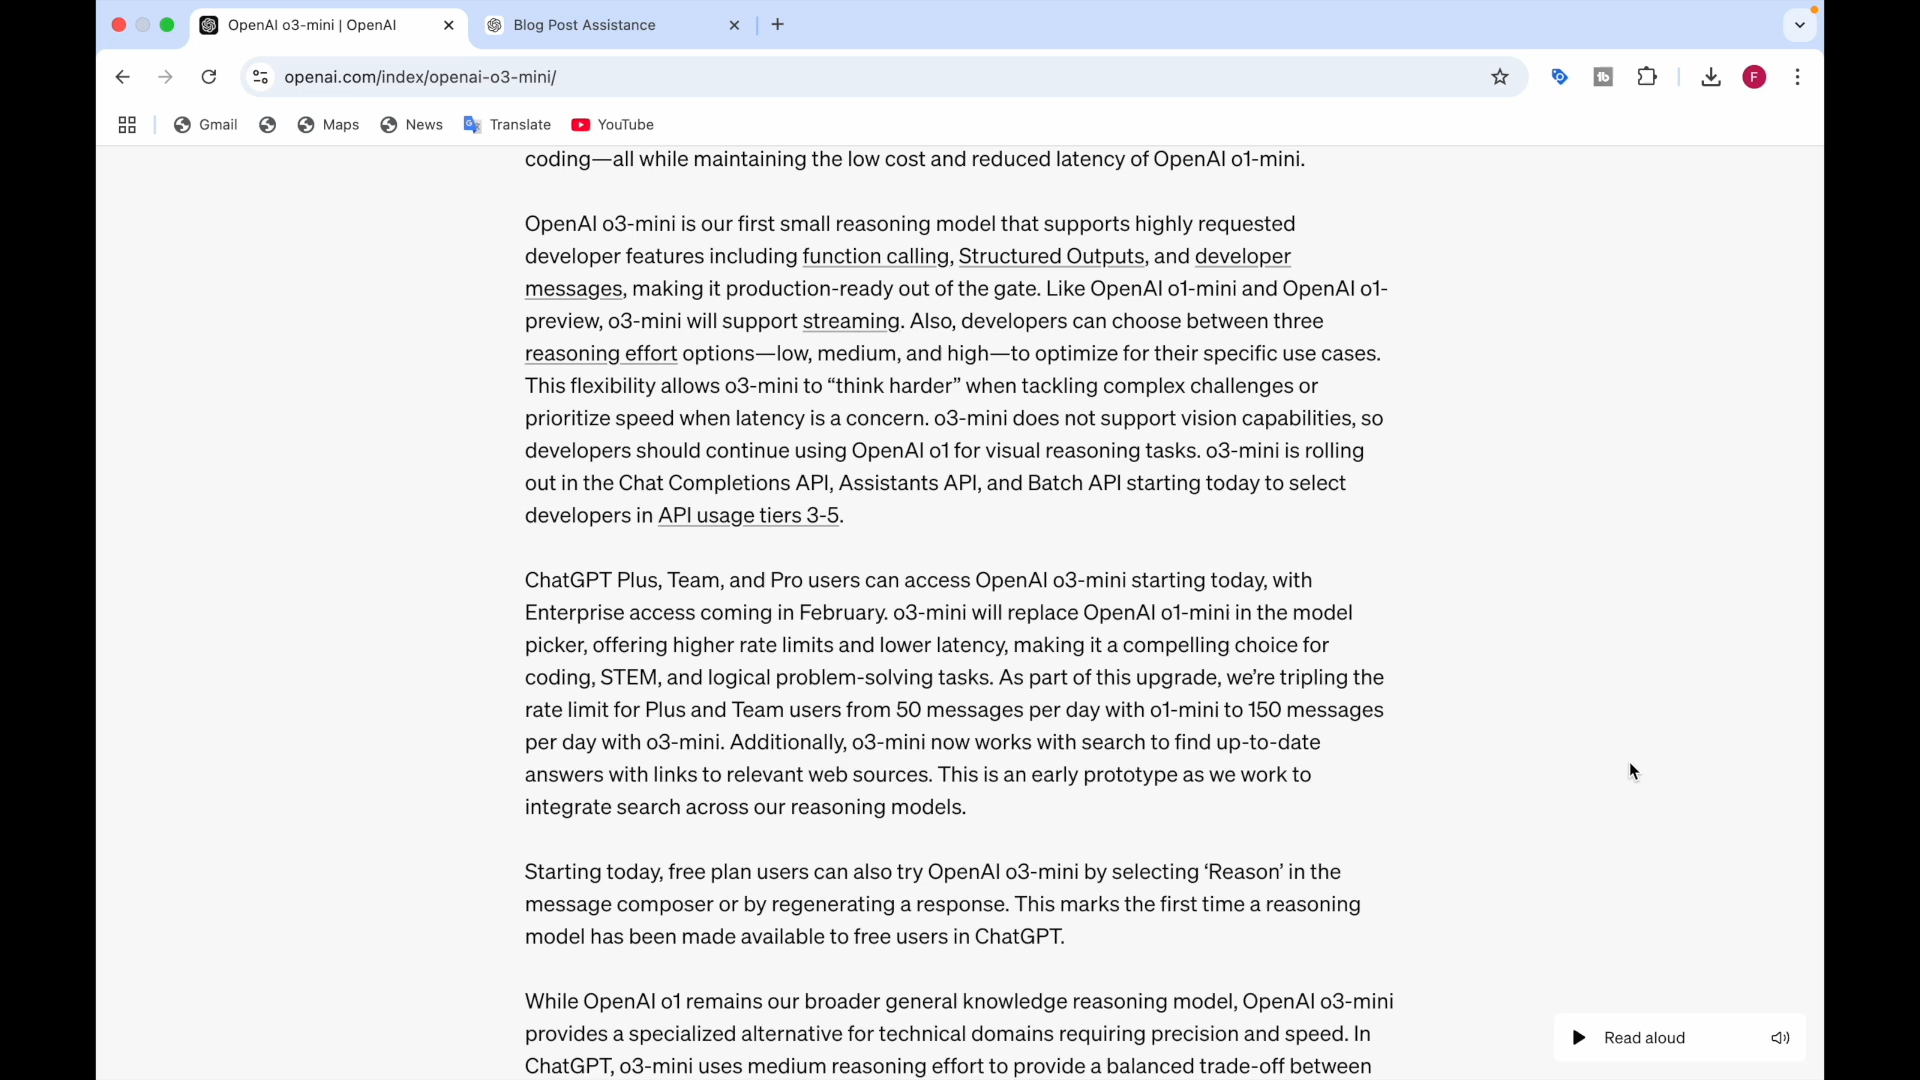 OpenAI o3-mini | OpenAI
Blog Post Assistance
openai.com/index/openai-o3-mini/
F
Gmail
Maps
News
Translate
YouTube
coding—all while maintaining the low cost and reduced latency of OpenAI o1-mini.
OpenAI o3-mini is our first small reasoning model that supports highly requested
developer features including function calling, Structured Outputs, and developer
messages, making it production-ready out of the gate. Like OpenAI o1-mini and OpenAI o1-
preview, o3-mini will support streaming. Also, developers can choose between three
reasoning effort options—low, medium, and high—to optimize for their specific use cases.
This flexibility allows o3-mini to “think harder” when tackling complex challenges or
prioritize speed when latency is a concern. o3-mini does not support vision capabilities, so
developers should continue using OpenAI o1 for visual reasoning tasks. o3-mini is rolling
out in the Chat Completions API, Assistants API, and Batch API starting today to select
developers in API usage tiers 3-5.
ChatGPT Plus, Team, and Pro users can access OpenAI o3-mini starting today, with
Enterprise access coming in February. o3-mini will replace OpenAI o1-mini in the model
picker, offering higher rate limits and lower latency, making it a compelling choice for
coding, STEM, and logical problem-solving tasks. As part of this upgrade, we’re tripling the
rate limit for Plus and Team users from 50 messages per day with o1-mini to 150 messages
per day with o3-mini. Additionally, o3-mini now works with search to find up-to-date
answers with links to relevant web sources. This is an early prototype as we work to
integrate search across our reasoning models.
Starting today, free plan users can also try OpenAI o3-mini by selecting ‘Reason’ in the
message composer or by regenerating a response. This marks the first time a reasoning
model has been made available to free users in ChatGPT.
While OpenAI o1 remains our broader general knowledge reasoning model, OpenAI o3-mini
provides a specialized alternative for technical domains requiring precision and speed. In
ChatGPT, o3-mini uses medium reasoning effort to provide a balanced trade-off between
Read aloud